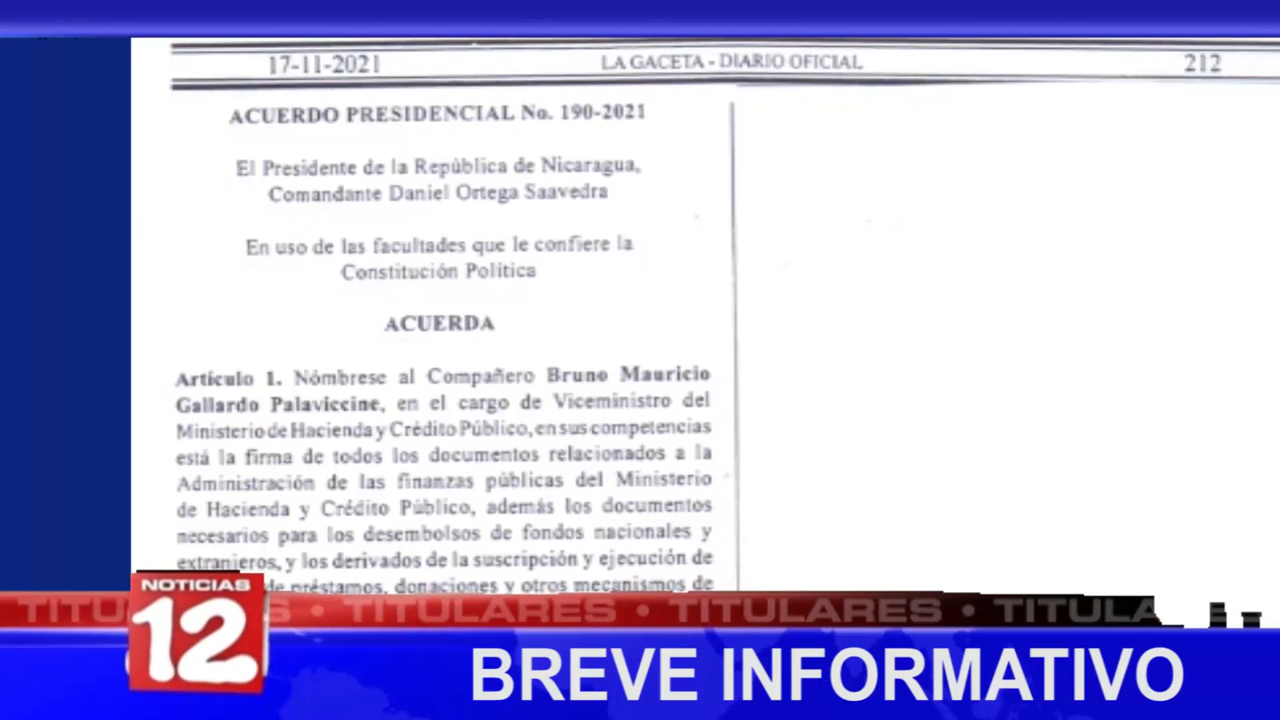 17-11-2021 LA GACETA - DIARIO OFICIAL 212
ACUERDO PRESIDENCIAL No. 190-2021
El Presidente de la República de Nicaragua,
Comandante Daniel Ortega Saavedra
En uso de las facultades que le confiere la
Constitución Política
ACUERDA
Artículo 1. Nómbrese al Compañero Bruno Mauricio
Gallardo Palaviccine, en el cargo de Viceministro del
Ministerio de Hacienda y Crédito Público, en sus competencias
está la firma de todos los documentos relacionados a la
Administración de las finanzas públicas del Ministerio
de Hacienda y Crédito Público, además los documentos
necesarios para los desembolsos de fondos nacionales y
extranjeros, y los derivados de la suscripción y ejecución de
de préstamos, donaciones y otros mecanismos de
TITULARES • TITULARES • TITULARES • TITULARES
NOTICIAS
12
BREVE INFORMATIVO